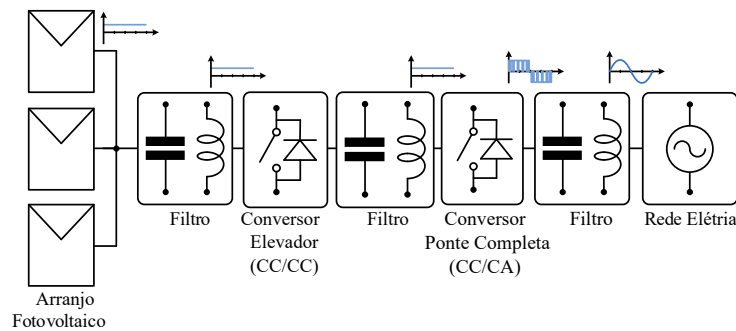 Filtro
Conversor
Elevador
(CC/CC)
Filtro
Conversor
Ponte Completa
(CC/CA)
Filtro
Rede Elétria
Arranjo
Fotovoltaico